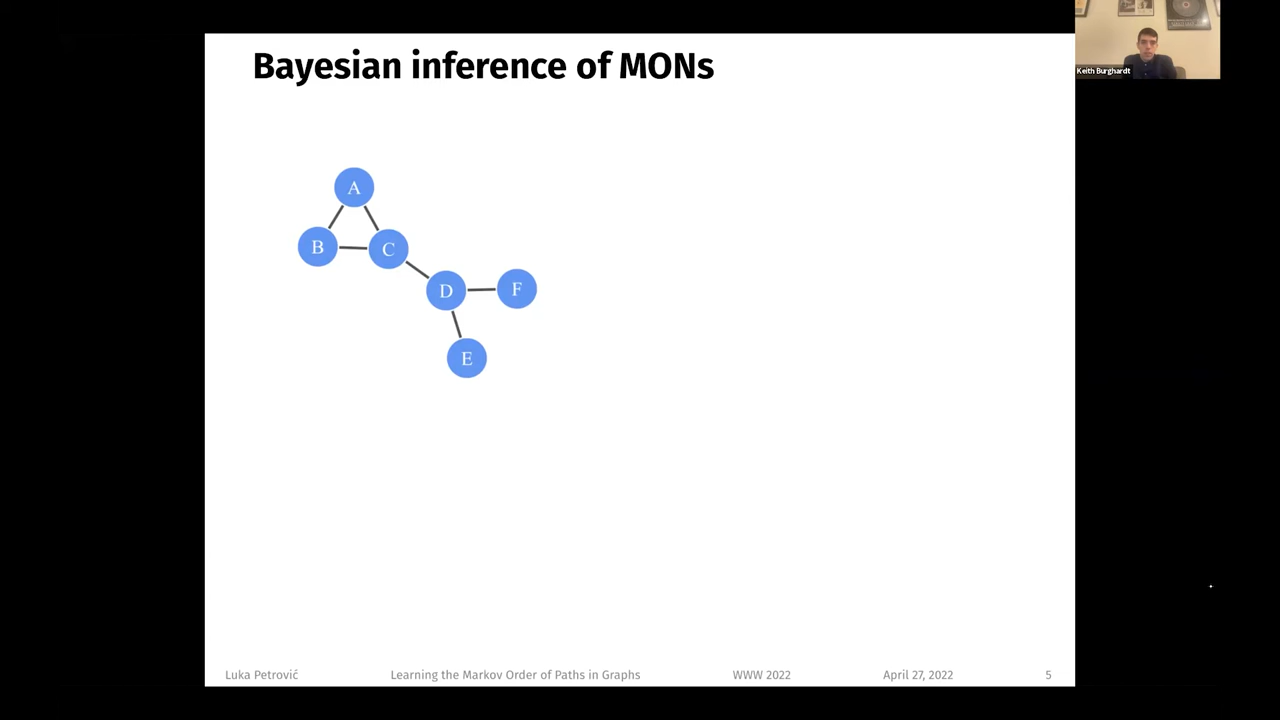 Bayesian inference of MONs
Keith Burghardt
A
B
C
D
F
E
Luka Petrović
Learning the Markov Order of Paths in Graphs
WWW 2022
April 27, 2022
5